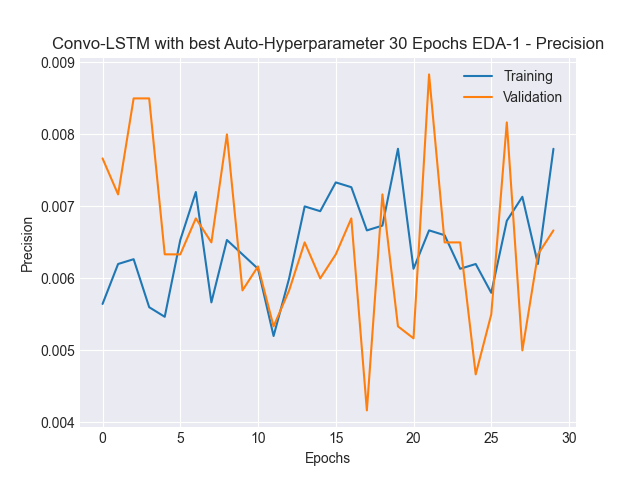 Convo-LSTM with best Auto-Hyperparameter 30 Epochs EDA-1 - Precision
Training
Validation
Precision
0.009
0.008
0.007
0.006
0.005
0.004
0 5 10 15 20 25 30
Epochs